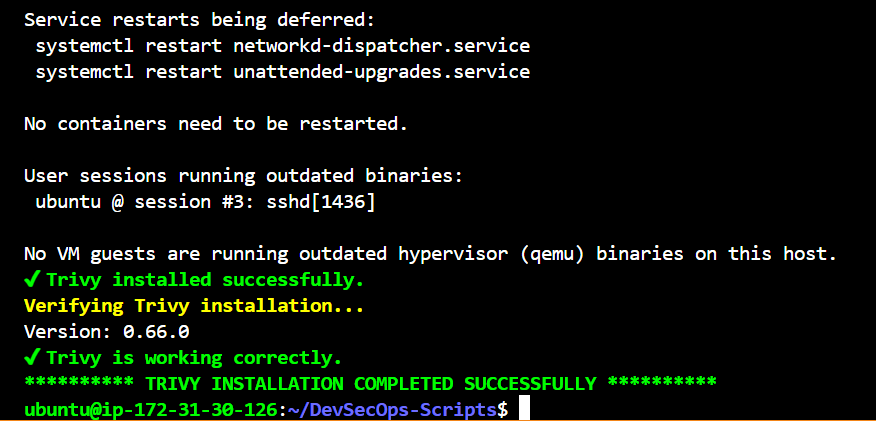 Service restarts being deferred:
 systemctl restart networkd-dispatcher.service
 systemctl restart unattended-upgrades.service

No containers need to be restarted.

User sessions running outdated binaries:
 ubuntu @ session #3: sshd[1436]

No VM guests are running outdated hypervisor (qemu) binaries on this host.
✔ Trivy installed successfully.
Verifying Trivy installation...
Version: 0.66.0
✔ Trivy is working correctly.
********** TRIVY INSTALLATION COMPLETED SUCCESSFULLY **********
ubuntu@ip-172-31-30-126:~/DevSecOps-Scripts$